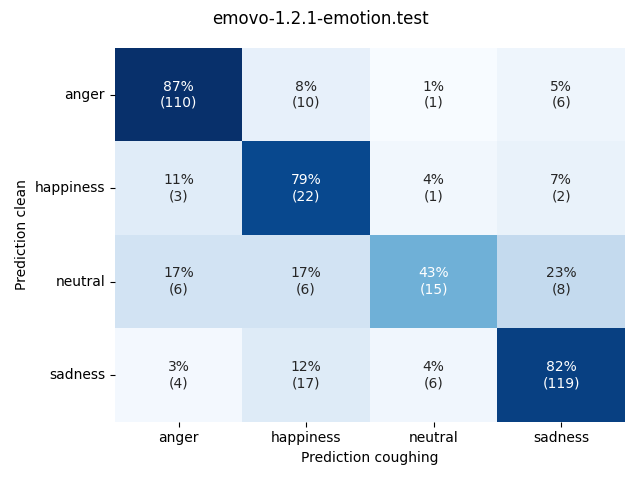 emovo-1.2.1-emotion.test
Prediction clean
anger
87% 8% 1% 5%
(110) (10) (1) (6)
happiness
11% 79% 4% 7%
(3) (22) (1) (2)
neutral
17% 17% 43% 23%
(6) (6) (15) (8)
sadness
3% 12% 4% 82%
(4) (17) (6) (119)
anger happiness neutral sadness
Prediction coughing